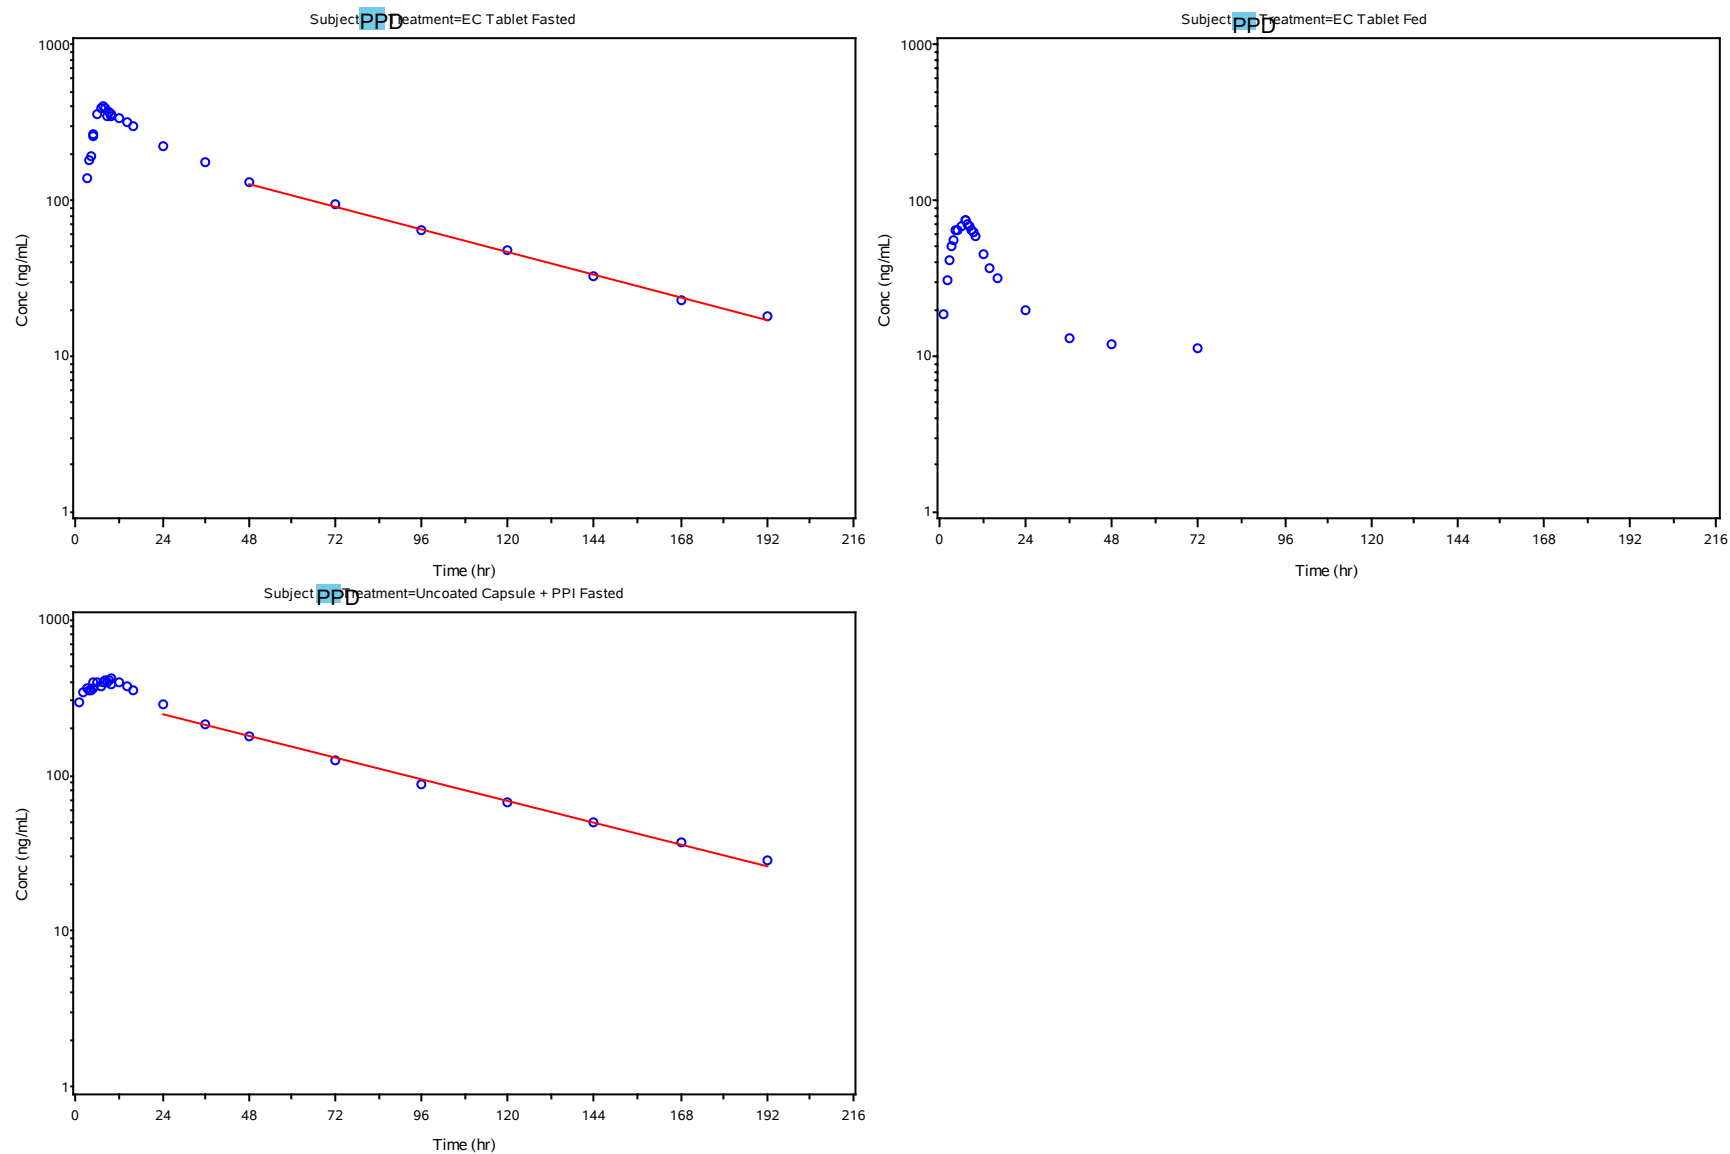 Subject PPD Treatment=EC Tablet Fasted
1000
100
10
1
Conc (ng/mL)
0 24 48 72 96 120 144 168 192 216
Time (hr)
Subject PPD Treatment=EC Tablet Fed
1000
100
10
1
Conc (ng/mL)
0 24 48 72 96 120 144 168 192 216
Time (hr)
Subject PPD Treatment=Uncoated Capsule + PPI Fasted
1000
100
10
1
Conc (ng/mL)
0 24 48 72 96 120 144 168 192 216
Time (hr)